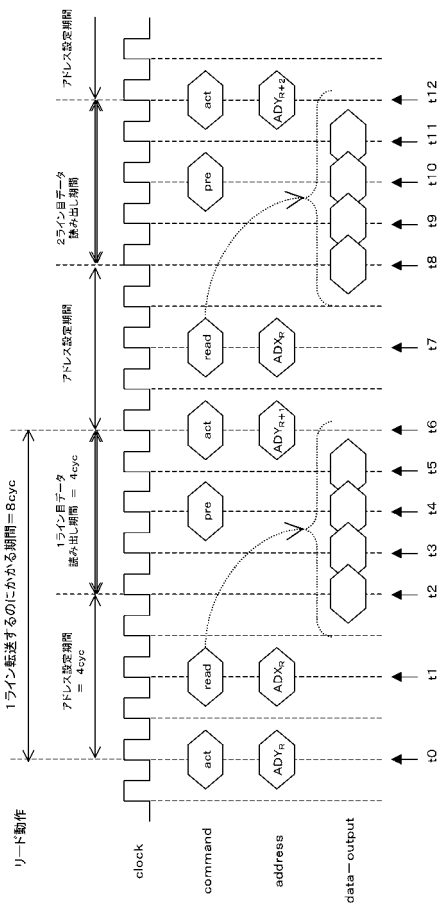 リード動作
1ライン転送するのにかかる期間=8cyc
アドレス設定期間
= 4cyc
1ライン目データ
読み出し期間 = 4cyc
アドレス設定期間
2ライン目データ
読み出し期間
アドレス設定期間
clock
command
act
read
pre
act
read
pre
act
address
ADYR
ADXR
ADYR+1
ADXR
ADYR+2
data-output
t0
t1
t2
t3
t4
t5
t6
t7
t8
t9
t10
t11
t12